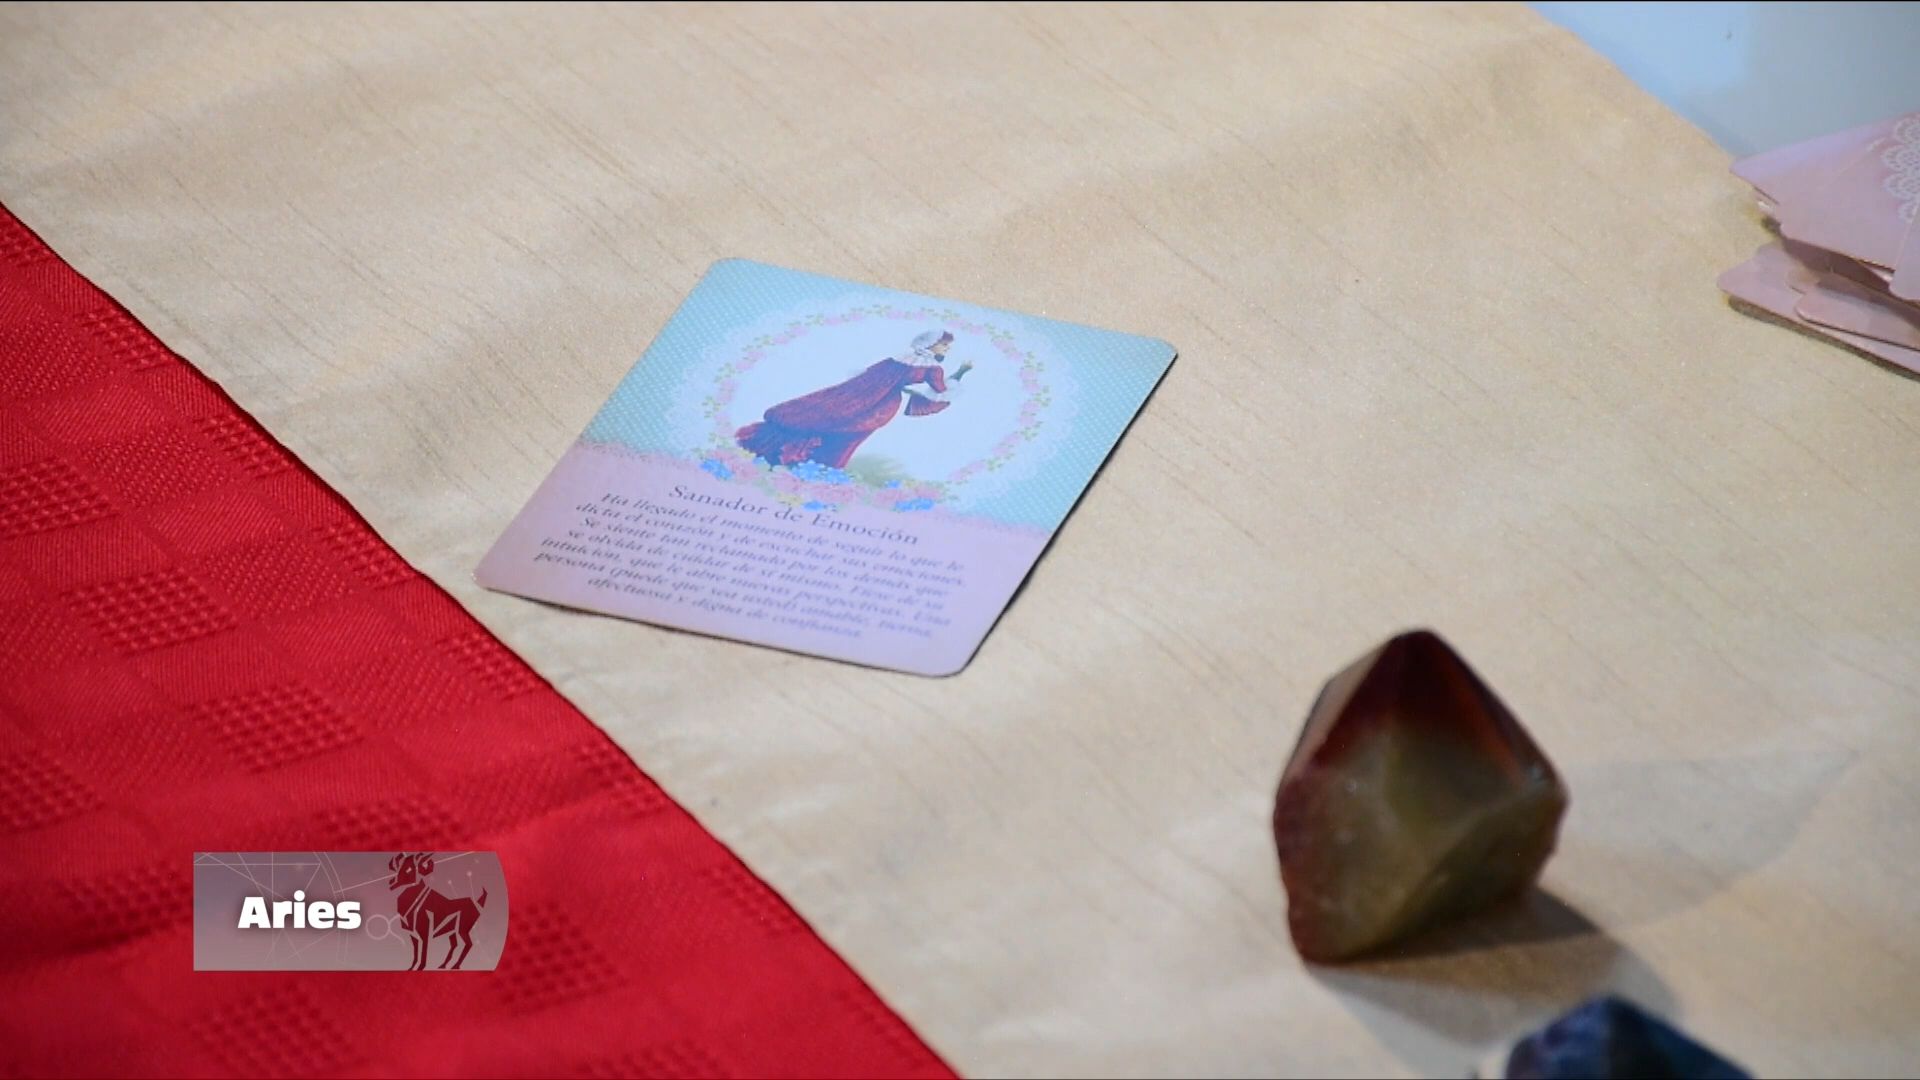 Sanador de Emoción
Ha llegado el momento de seguir lo que le
dicta el corazón y de escuchar sus emociones.
Se siente tan reclamado por los demás que
se olvida de cuidar de sí mismo. Fíese de su
intuición, que le abre nuevas perspectivas. Una
persona (puede que sea usted) amable, tierna,
afectuosa y digna de confianza.
Aries